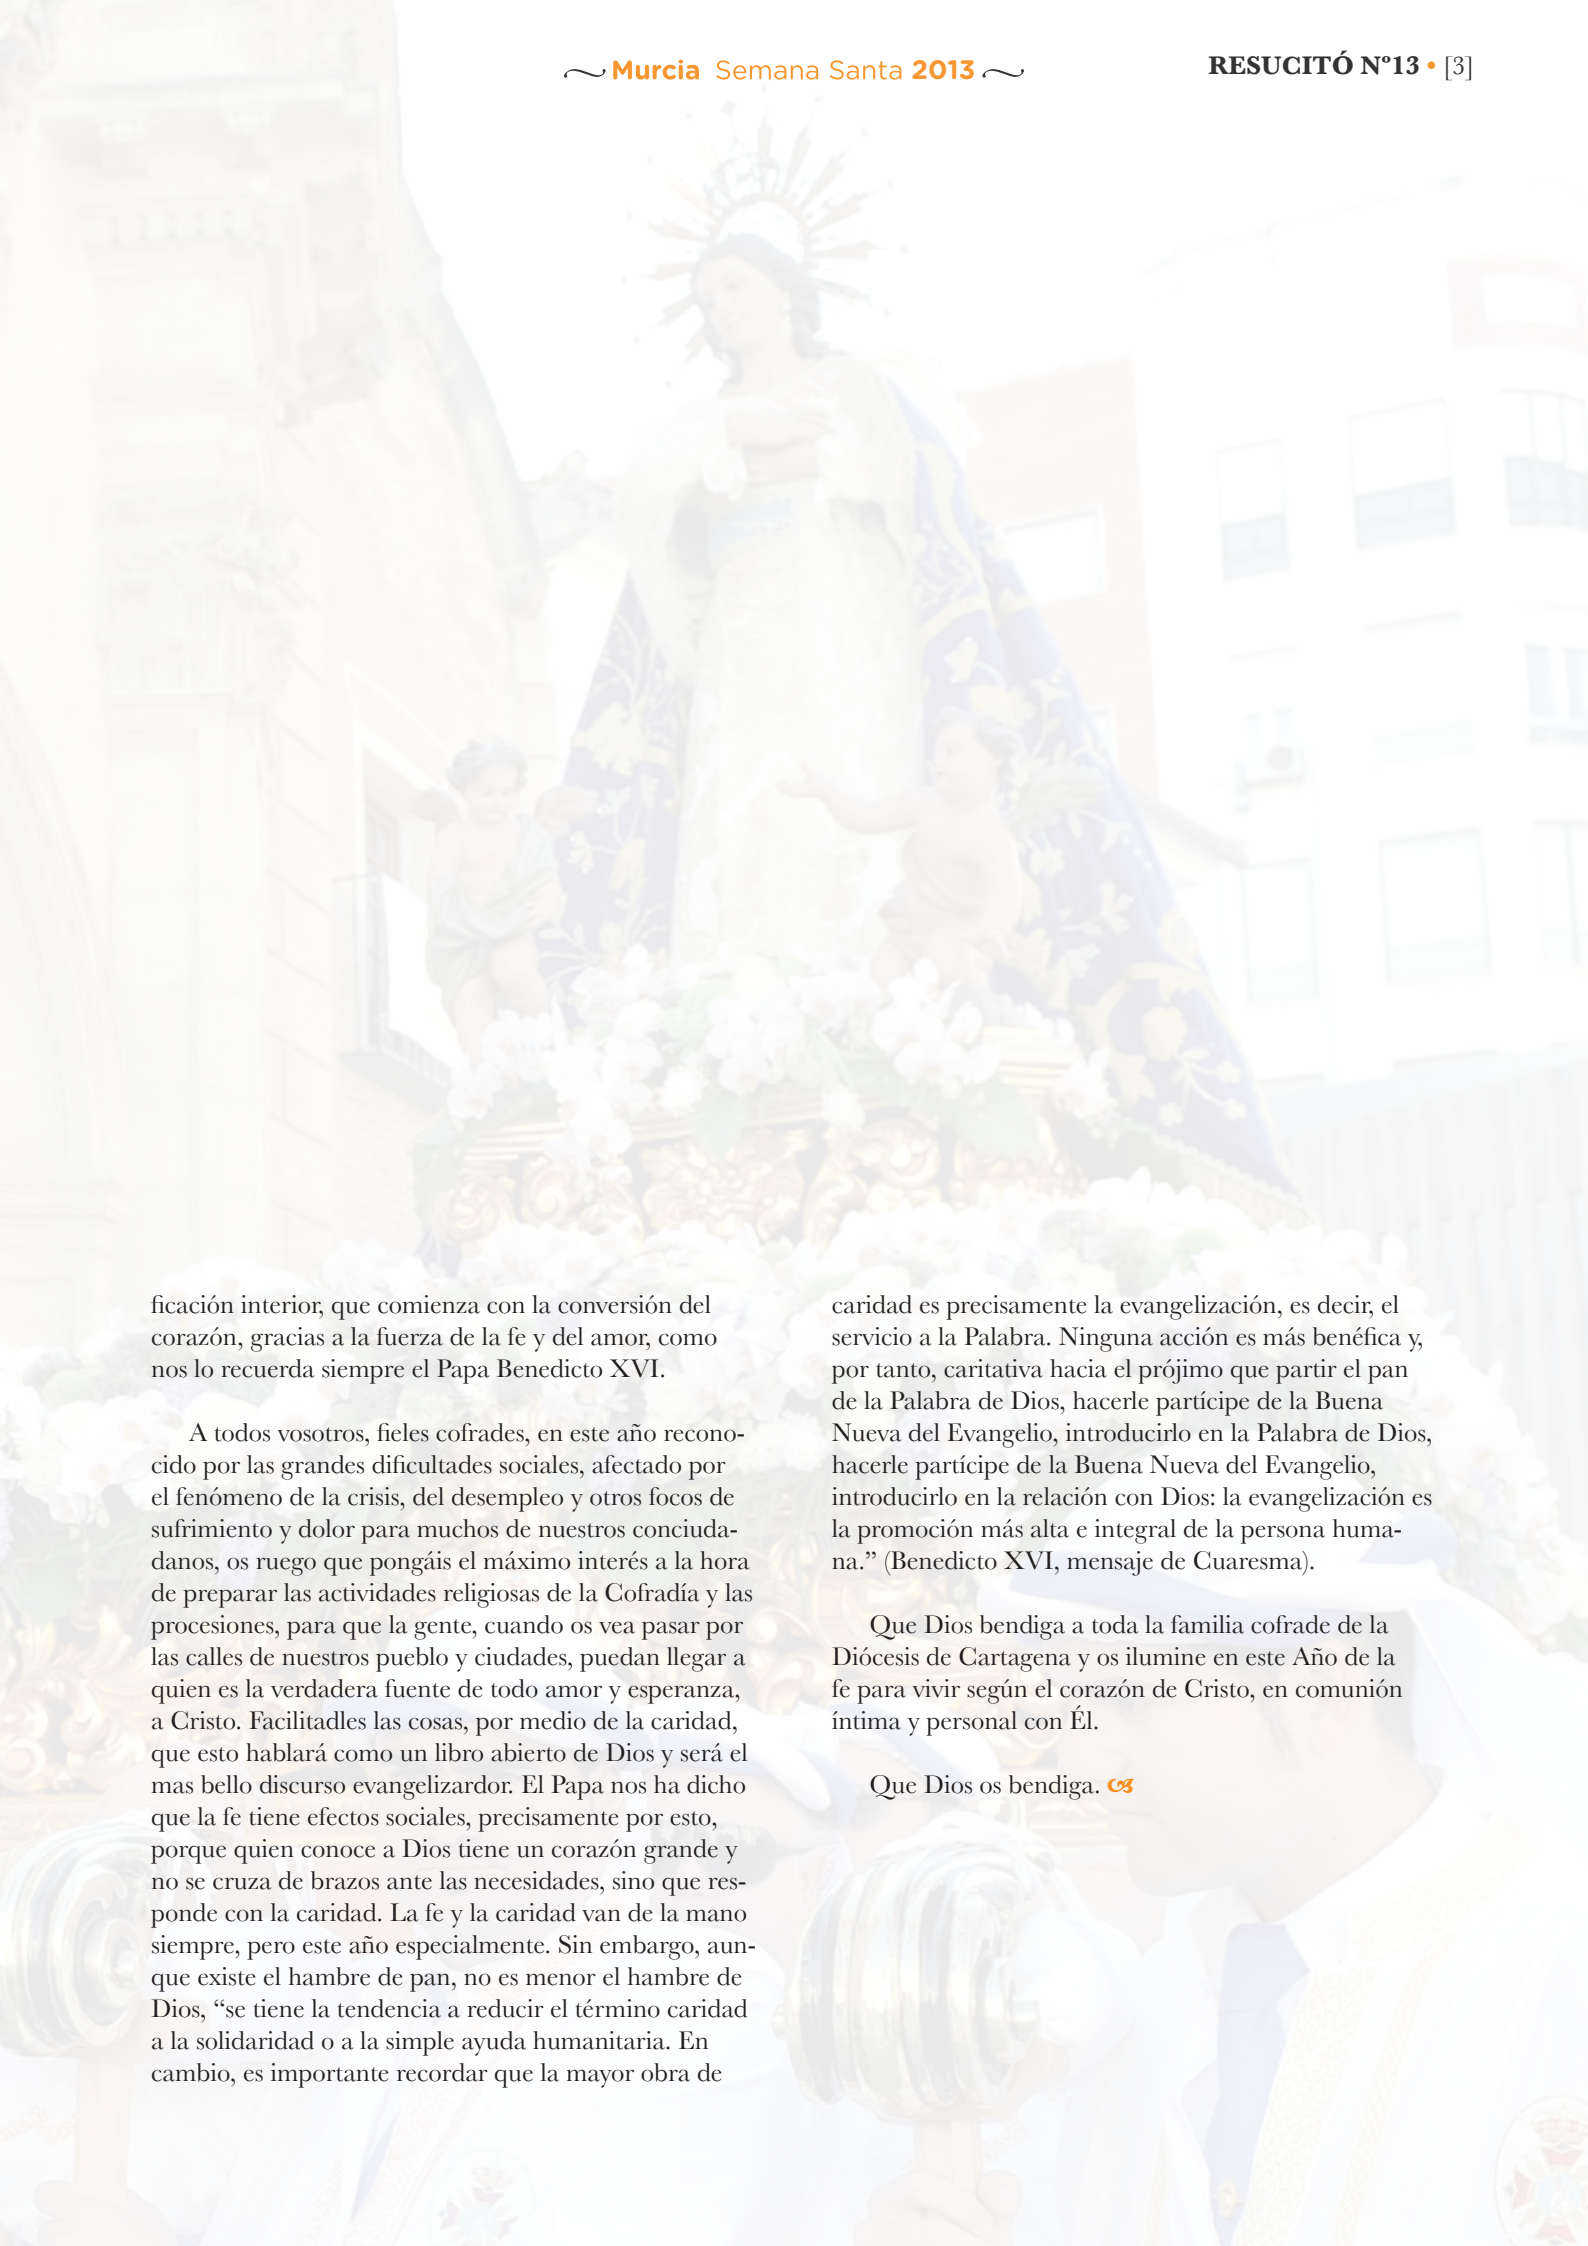 Murcia Semana Santa 2013
RESUCITÓ Nº13 • [3]
ficación interior, que comienza con la conversión del
corazón, gracias a la fuerza de la fe y del amor, como
nos lo recuerda siempre el Papa Benedicto XVI.
A todos vosotros, fieles cofrades, en este año recono-
cido por las grandes dificultades sociales, afectado por
el fenómeno de la crisis, del desempleo y otros focos de
sufrimiento y dolor para muchos de nuestros conciuda-
danos, os ruego que pongáis el máximo interés a la hora
de preparar las actividades religiosas de la Cofradía y las
procesiones, para que la gente, cuando os vea pasar por
las calles de nuestros pueblo y ciudades, puedan llegar a
quien es la verdadera fuente de todo amor y esperanza,
a Cristo. Facilitadles las cosas, por medio de la caridad,
que esto hablará como un libro abierto de Dios y será el
mas bello discurso evangelizardor. El Papa nos ha dicho
que la fe tiene efectos sociales, precisamente por esto,
porque quien conoce a Dios tiene un corazón grande y
no se cruza de brazos ante las necesidades, sino que res-
ponde con la caridad. La fe y la caridad van de la mano
siempre, pero este año especialmente. Sin embargo, aun-
que existe el hambre de pan, no es menor el hambre de
Dios, “se tiene la tendencia a reducir el término caridad
a la solidaridad o a la simple ayuda humanitaria. En
cambio, es importante recordar que la mayor obra de
caridad es precisamente la evangelización, es decir, el
servicio a la Palabra. Ninguna acción es más benéfica y,
por tanto, caritativa hacia el prójimo que partir el pan
de la Palabra de Dios, hacerle partícipe de la Buena
Nueva del Evangelio, introducirlo en la Palabra de Dios,
hacerle partícipe de la Buena Nueva del Evangelio,
introducirlo en la relación con Dios: la evangelización es
la promoción más alta e integral de la persona huma-
na.” (Benedicto XVI, mensaje de Cuaresma).
Que Dios bendiga a toda la familia cofrade de la
Diócesis de Cartagena y os ilumine en este Año de la
fe para vivir según el corazón de Cristo, en comunión
íntima y personal con Él.
Que Dios os bendiga.